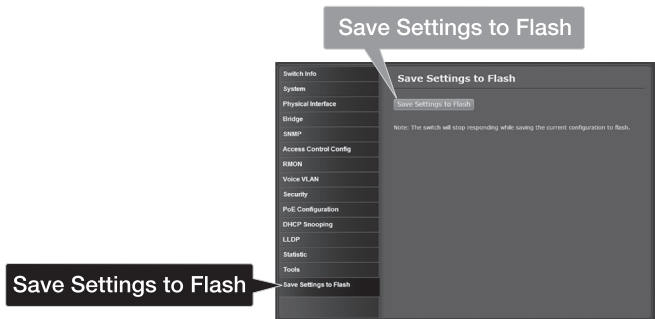 Save Settings to Flash
Switch Info
System
Physical Interface
Bridge
SNMP
Access Control Config
RMON
Voice VLAN
Security
PoE Configuration
DHCP Snooping
LLDP
Statistic
Tools
Save Settings to Flash
Save Settings to Flash
Save Settings to Flash
Note: The switch will stop responding while saving the current configuration to flash.
Save Settings to Flash